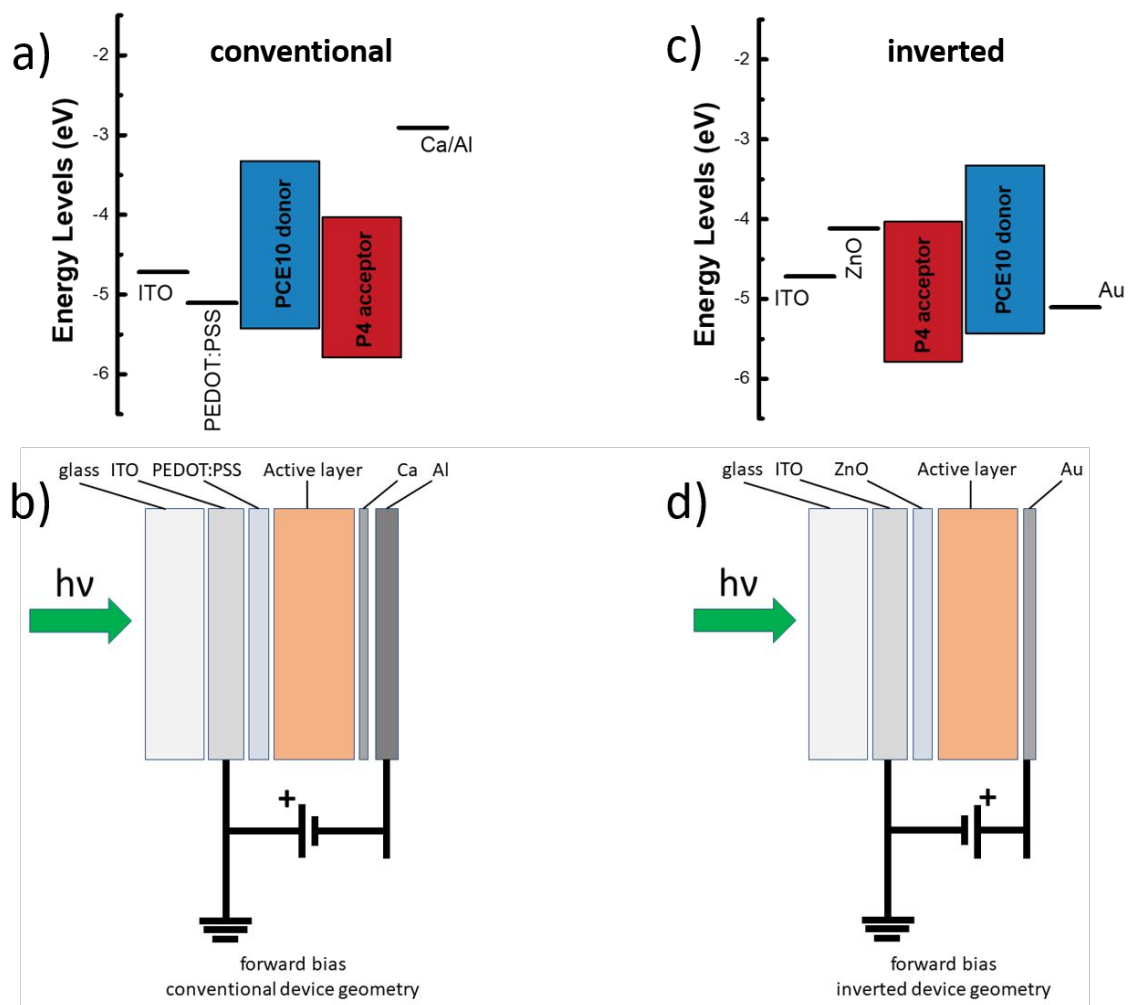 a)
conventional
Energy Levels (eV)
-2
-3
-4
-5
-6
ITO
PEDOT:PSS
PCE10 donor
P4 acceptor
Ca/Al
c)
inverted
Energy Levels (eV)
-2
-3
-4
-5
-6
ITO
ZnO
P4 acceptor
PCE10 donor
Au
b)
glass ITO PEDOT:PSS Active layer Ca Al
hν
+
forward bias
conventional device geometry
d)
glass ITO ZnO Active layer Au
hν
+
forward bias
inverted device geometry